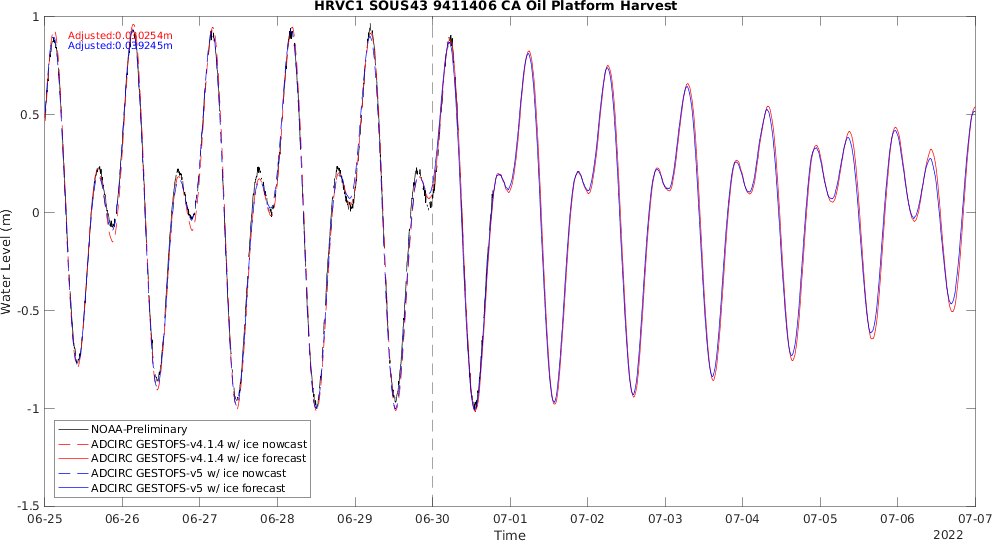 HRVC1 SOUS43 9411406 CA Oil Platform Harvest
Adjusted:0.010254m
Adjusted:0.039245m
1
0.5
0
-0.5
-1
-1.5
Water Level (m)
NOAA-Preliminary
ADCIRC GESTOFS-v4.1.4 w/ ice nowcast
ADCIRC GESTOFS-v4.1.4 w/ ice forecast
ADCIRC GESTOFS-v5 w/ ice nowcast
ADCIRC GESTOFS-v5 w/ ice forecast
06-25 06-26 06-27 06-28 06-29 06-30 07-01 07-02 07-03 07-04 07-05 07-06 07-07
Time
2022